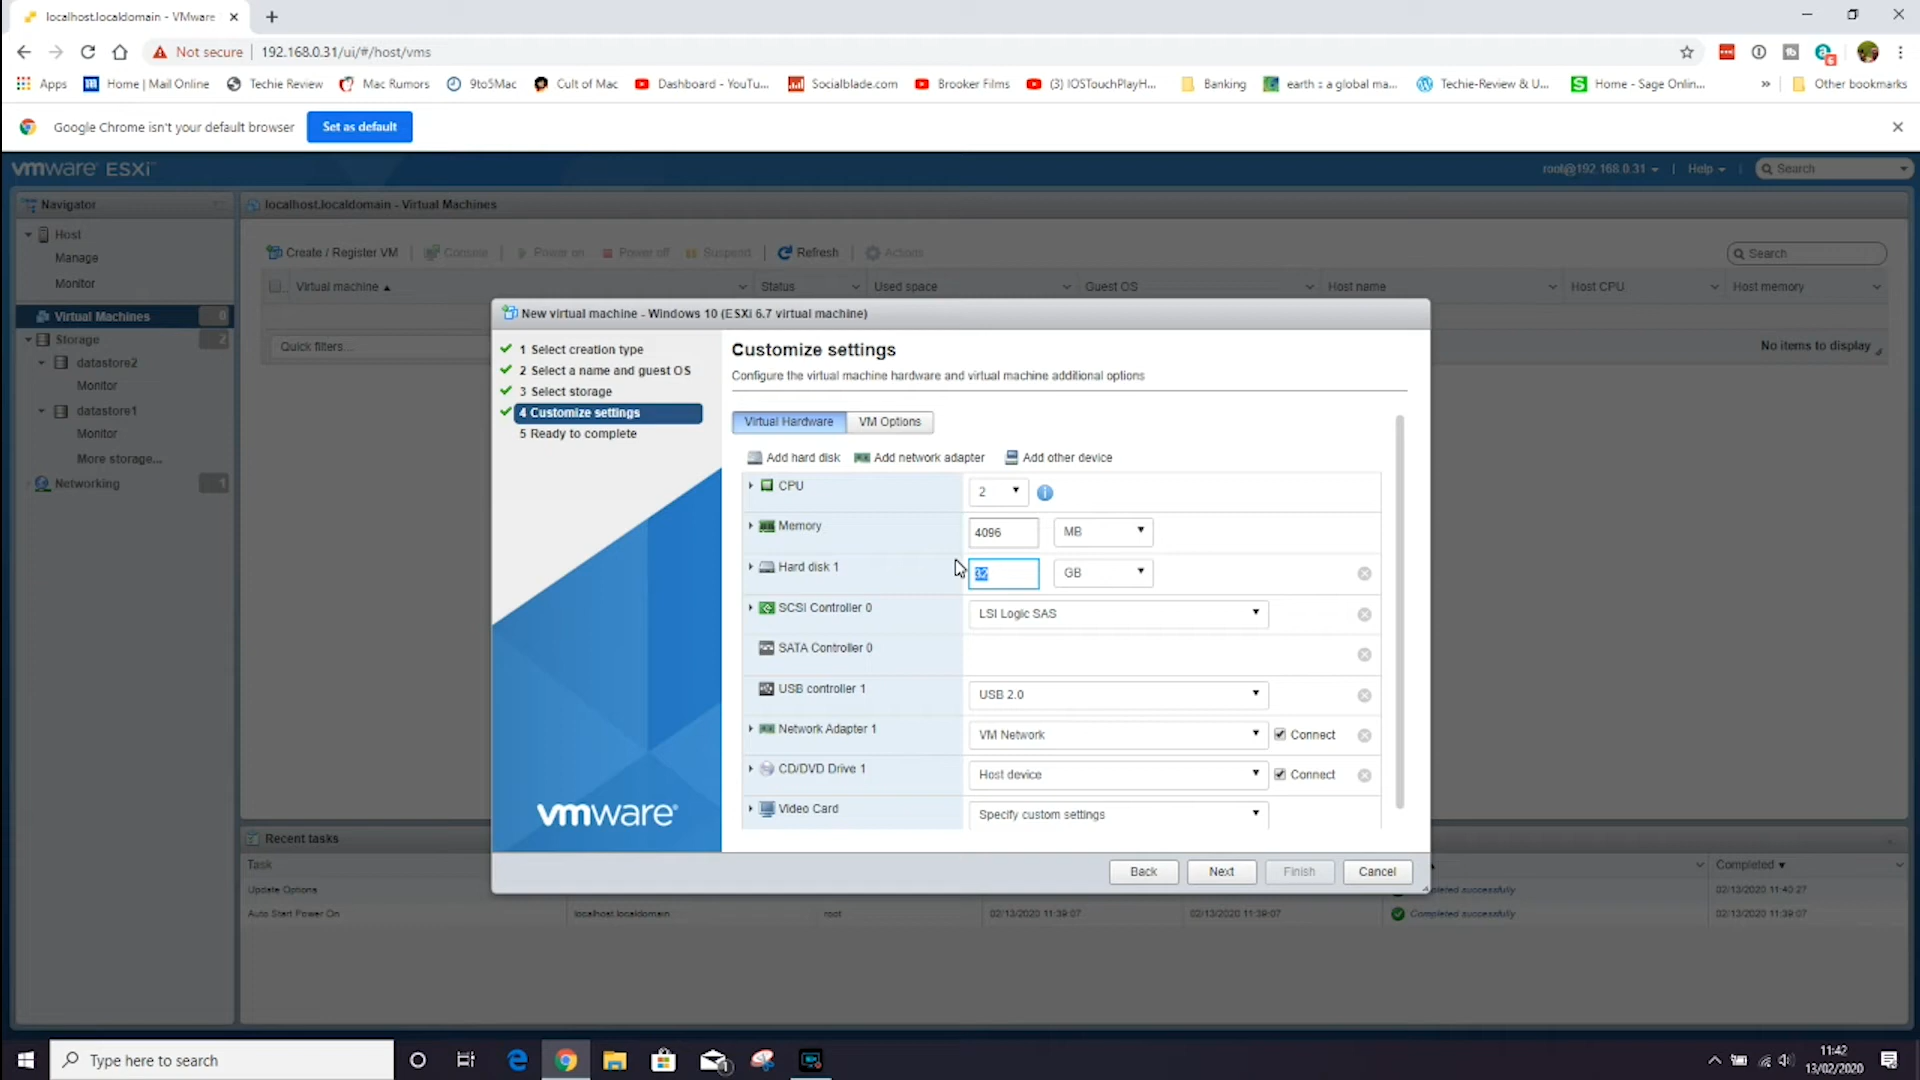 localhost.localdomain - VMware
Not secure
192.168.0.31/ui/#/host/vms
Apps
Home | Mail Online
Techie Review
Mac Rumors
9to5Mac
Cult of Mac
Dashboard - YouTu...
Socialblade.com
Brooker Films
(3) IOSTouchPlayH...
Banking
earth :: a global ma...
Techie-Review & U...
Home - Sage Onlin...
»
Other bookmarks
Google Chrome isn't your default browser
Set as default
vmware ESXi™
root@192.168.0.31
Help
Search
Navigator
localhost.localdomain - Virtual Machines
Host
Manage
Monitor
Virtual Machines 0
Storage 2
datastore2
Monitor
datastore1
Monitor
More storage...
Networking 1
Create / Register VM
Console
Power on
Power off
Suspend
Refresh
Actions
Search
Virtual machine
Status
Used space
Guest OS
Host name
Host CPU
Host memory
Quick filters...
No items to display
New virtual machine - Windows 10 (ESXi 6.7 virtual machine)
1 Select creation type
2 Select a name and guest OS
3 Select storage
4 Customize settings
5 Ready to complete
vmware®
Customize settings
Configure the virtual machine hardware and virtual machine additional options
Virtual Hardware
VM Options
Add hard disk
Add network adapter
Add other device
CPU 2
Memory 4096 MB
Hard disk 1 32 GB
SCSI Controller 0 LSI Logic SAS
SATA Controller 0
USB controller 1 USB 2.0
Network Adapter 1 VM Network Connect
CD/DVD Drive 1 Host device Connect
Video Card Specify custom settings
Back
Next
Finish
Cancel
Recent tasks
Task
Completed
Update Options
02/13/2020 11:40:27
Auto Start Power On
localhost.localdomain
root
02/13/2020 11:39:07
02/13/2020 11:39:07
Completed successfully
02/13/2020 11:39:07
Type here to search
11:42
13/02/2020